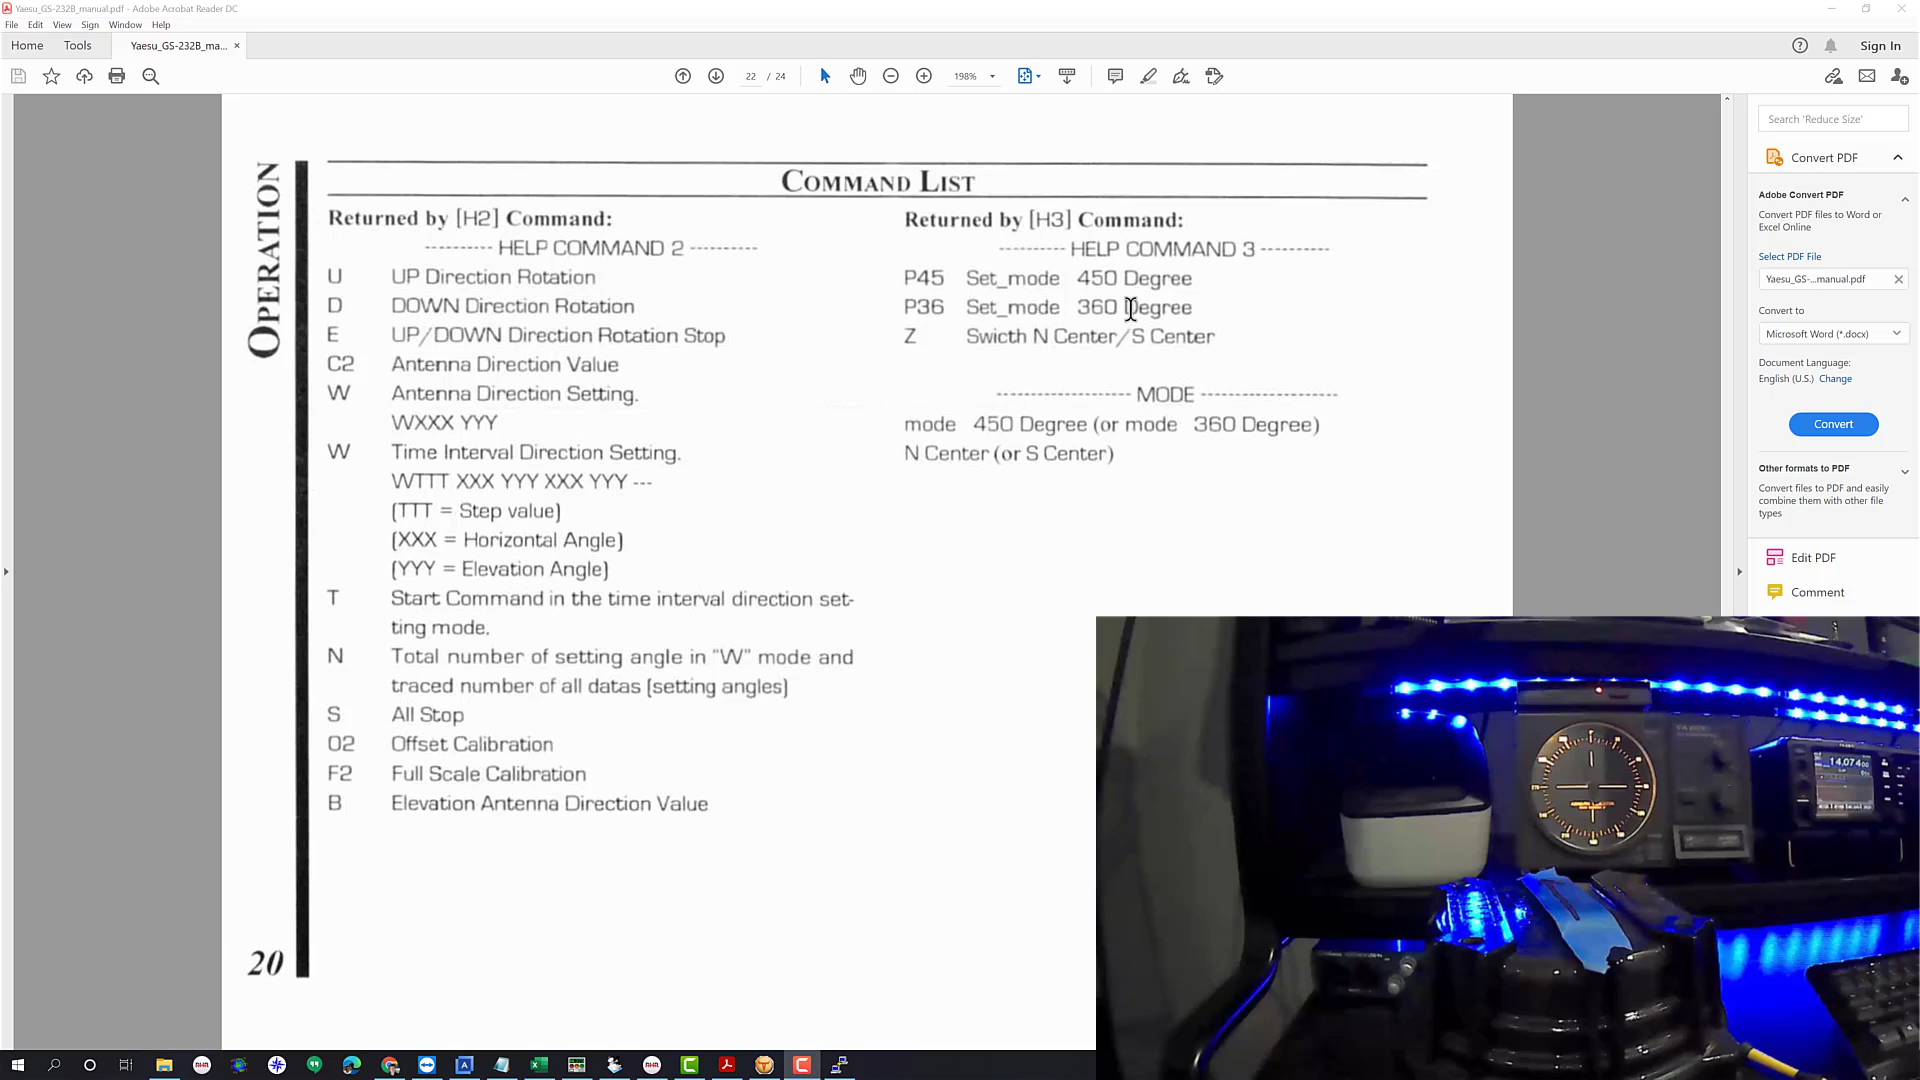 Yaesu_GS-232B_manual.pdf - Adobe Acrobat Reader DC
File Edit View Sign Window Help
Home Tools Yaesu_GS-232B_ma... × Sign In
22 / 24 198%
Search 'Reduce Size'
Convert PDF
Adobe Convert PDF
Convert PDF files to Word or
Excel Online
Select PDF File
Yaesu_GS-...manual.pdf
Convert to
Microsoft Word (*.docx)
Document Language:
English (U.S.) Change
Convert
Other formats to PDF
Convert files to PDF and easily
combine them with other file
types
Edit PDF
Comment
OPERATION
COMMAND LIST
Returned by [H2] Command:
---------- HELP COMMAND 2 ----------
U UP Direction Rotation
D DOWN Direction Rotation
E UP/DOWN Direction Rotation Stop
C2 Antenna Direction Value
W Antenna Direction Setting.
WXXX YYY
W Time Interval Direction Setting.
WTTT XXX YYY XXX YYY ---
(TTT = Step value)
(XXX = Horizontal Angle)
(YYY = Elevation Angle)
T Start Command in the time interval direction set-
ting mode.
N Total number of setting angle in "W" mode and
traced number of all datas (setting angles)
S All Stop
O2 Offset Calibration
F2 Full Scale Calibration
B Elevation Antenna Direction Value
20
Returned by [H3] Command:
---------- HELP COMMAND 3 ----------
P45 Set_mode 450 Degree
P36 Set_mode 360 Degree
Z Swicth N Center/S Center
-------------------- MODE --------------------
mode 450 Degree (or mode 360 Degree)
N Center (or S Center)
14.074.00